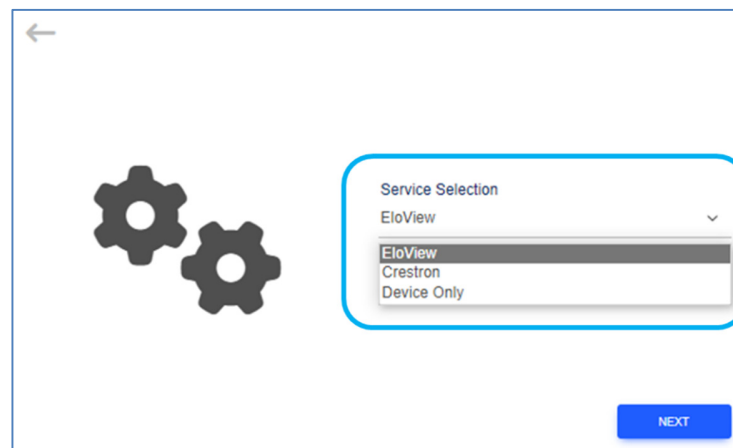 Service Selection
EloView
EloView
Crestron
Device Only
NEXT